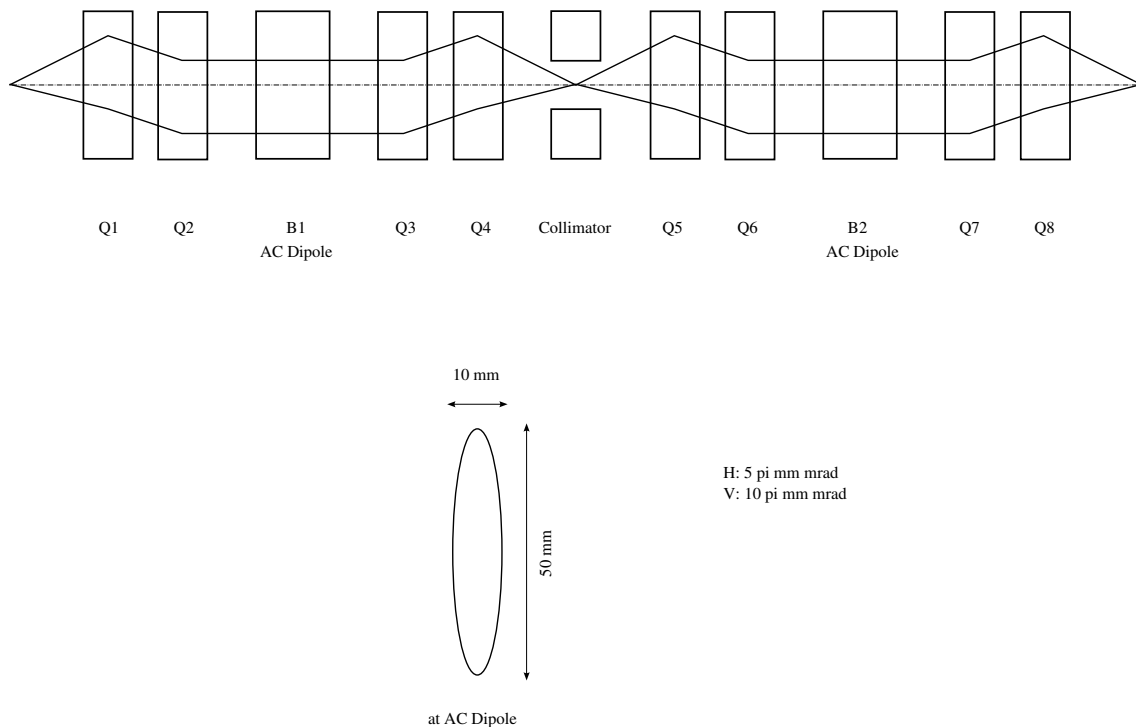 Q1 Q2 B1 Q3 Q4 Collimator Q5 Q6 B2 Q7 Q8
AC Dipole AC Dipole
10 mm
50 mm
H: 5 pi mm mrad
V: 10 pi mm mrad
at AC Dipole